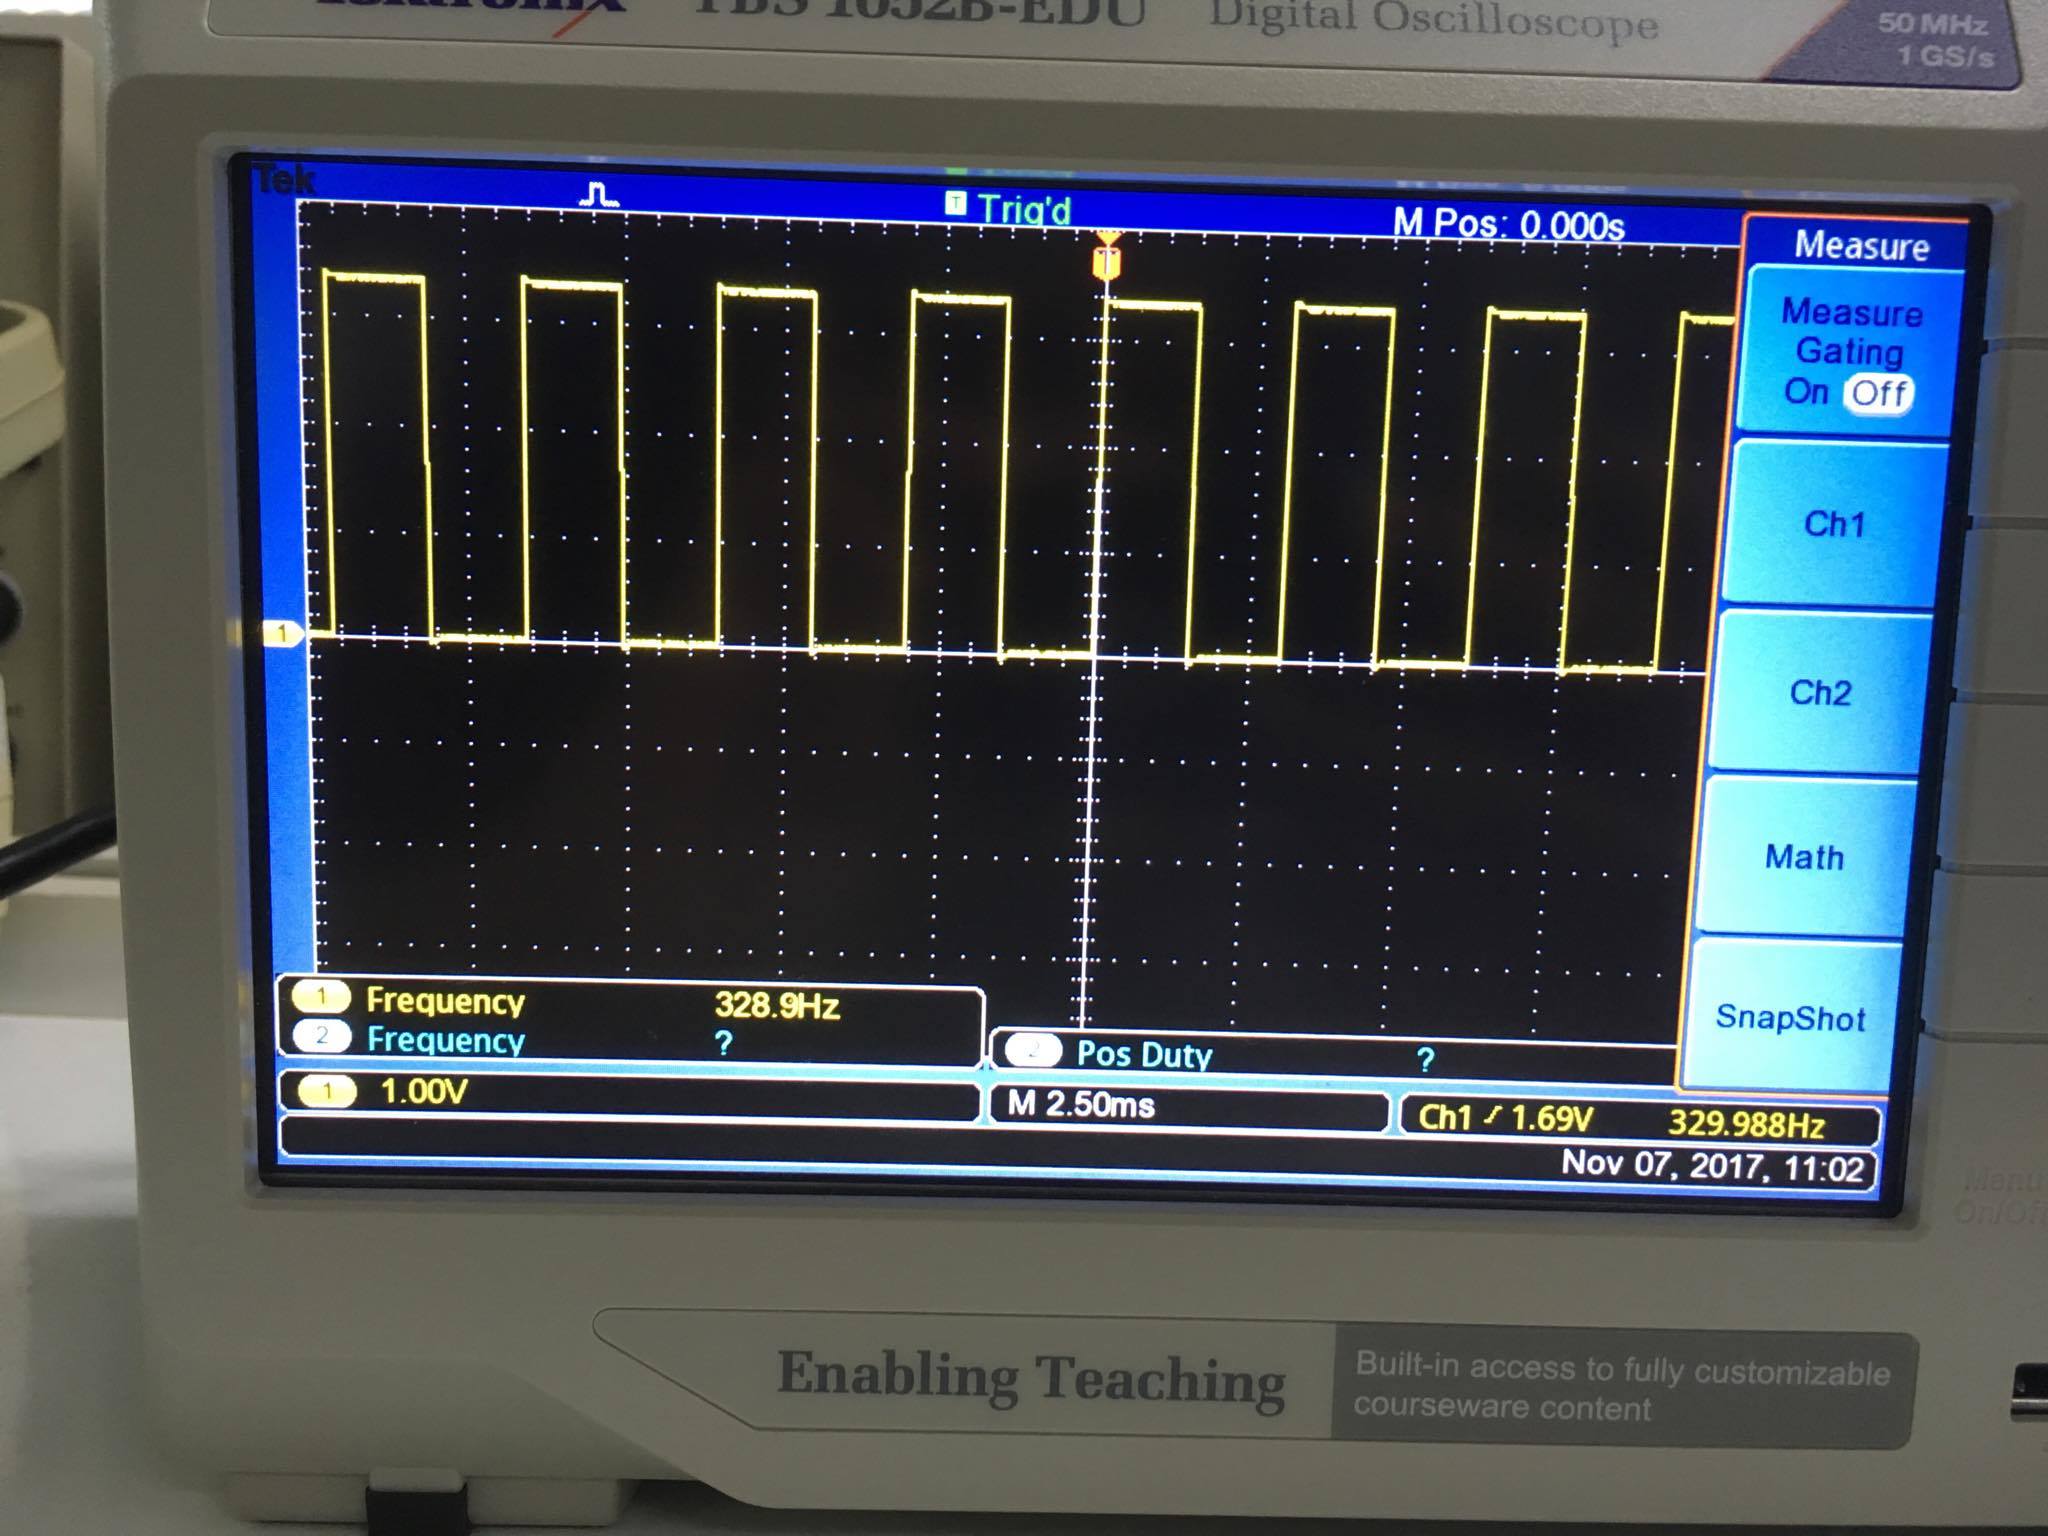 Tektronix TBS 1052B-EDU Digital Oscilloscope
50 MHz
1 GS/s
Tek
T Trig'd
M Pos: 0.000s
Measure
Measure
Gating
On Off
Ch1
Ch2
Math
SnapShot
1
1 Frequency 328.9Hz
2 Frequency ?
2 Pos Duty ?
1 1.00V
M 2.50ms
Ch1 1.69V 329.988Hz
Nov 07, 2017, 11:02
Menu
On/Off
Enabling Teaching
Built-in access to fully customizable
courseware content